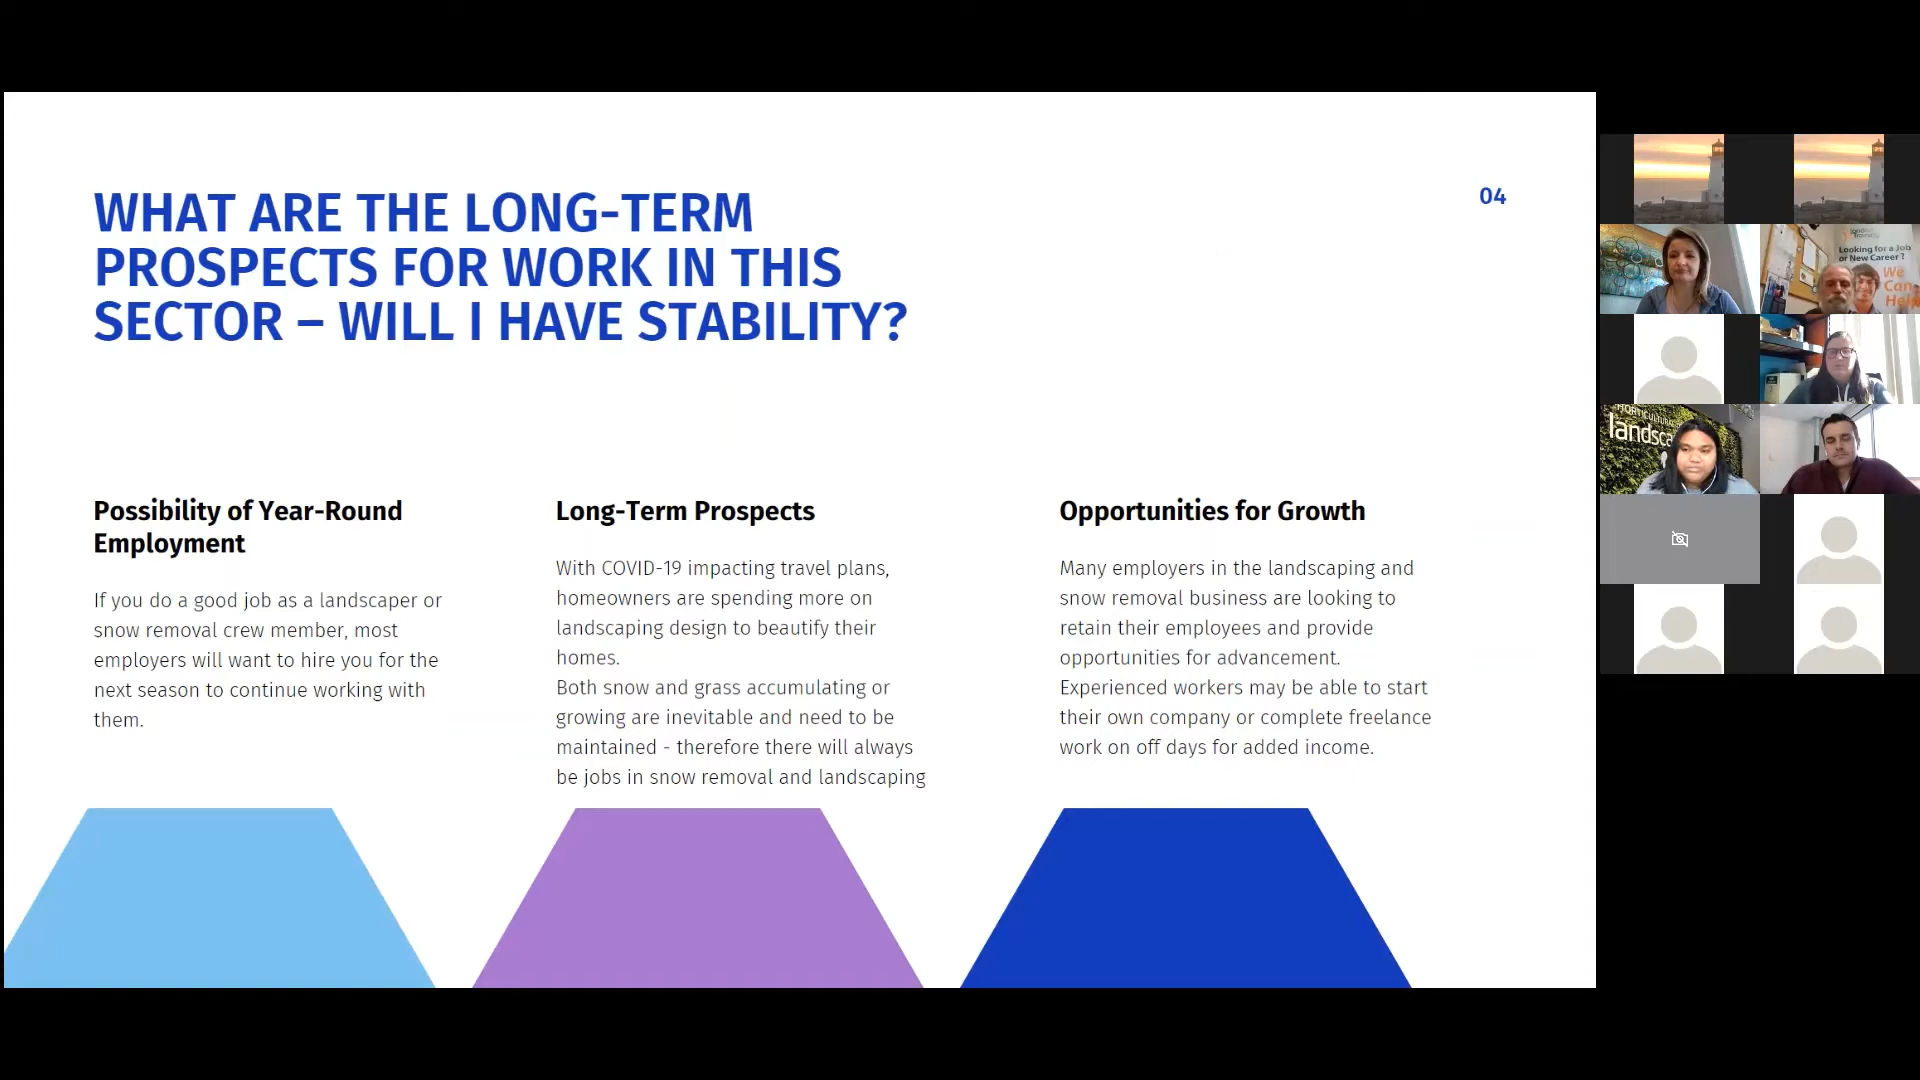 WHAT ARE THE LONG-TERM
PROSPECTS FOR WORK IN THIS
SECTOR – WILL I HAVE STABILITY?
04
Possibility of Year-Round
Employment
If you do a good job as a landscaper or
snow removal crew member, most
employers will want to hire you for the
next season to continue working with
them.
Long-Term Prospects
With COVID-19 impacting travel plans,
homeowners are spending more on
landscaping design to beautify their
homes.
Both snow and grass accumulating or
growing are inevitable and need to be
maintained - therefore there will always
be jobs in snow removal and landscaping
Opportunities for Growth
Many employers in the landscaping and
snow removal business are looking to
retain their employees and provide
opportunities for advancement.
Experienced workers may be able to start
their own company or complete freelance
work on off days for added income.
Looking for a Job
or New Career?
We
Can
HORTICULTURAL
landsca